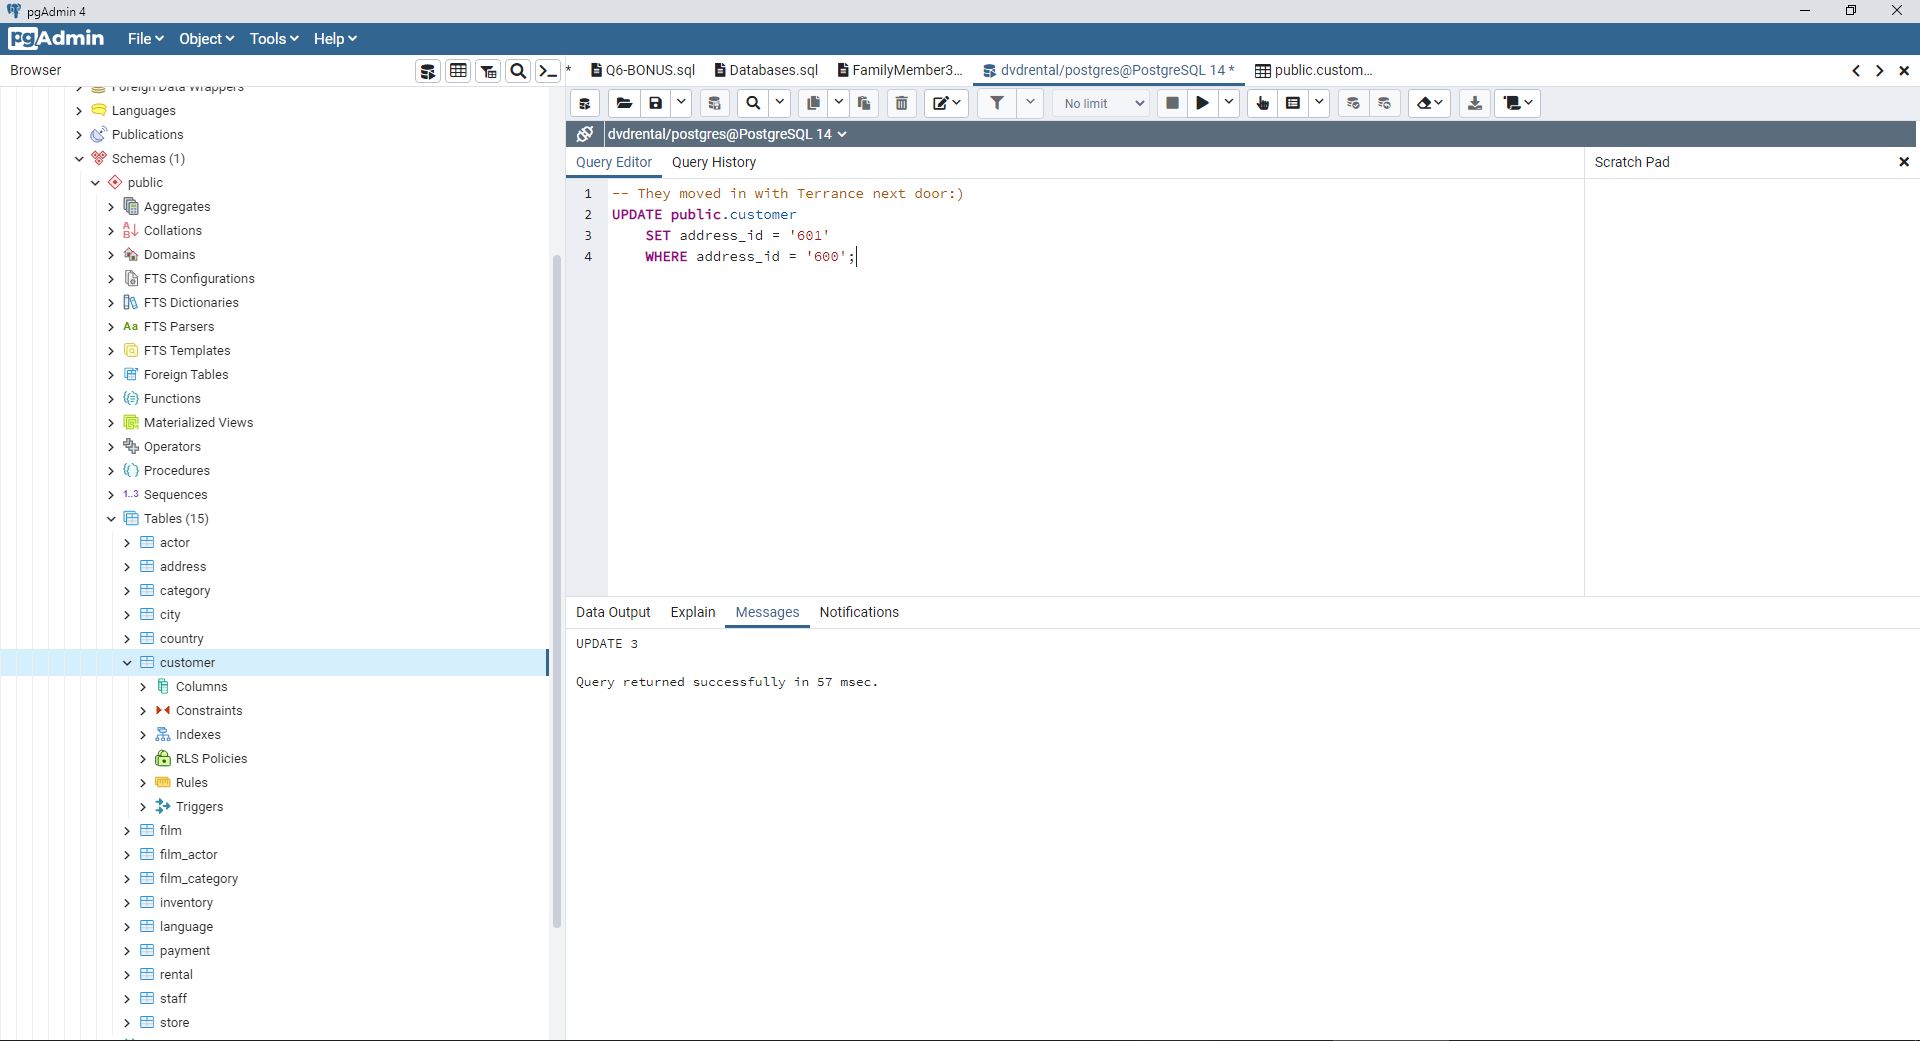 pgAdmin 4
pgAdmin File Object Tools Help
Browser
* Q6-BONUS.sql Databases.sql FamilyMember3... dvdrental/postgres@PostgreSQL 14 * public.custom...
No limit
dvdrental/postgres@PostgreSQL 14
Query Editor Query History
Scratch Pad
1 -- They moved in with Terrance next door:)
2 UPDATE public.customer
3 SET address_id = '601'
4 WHERE address_id = '600';
Data Output Explain Messages Notifications
UPDATE 3
Query returned successfully in 57 msec.
Foreign Data Wrappers
Languages
Publications
Schemas (1)
public
Aggregates
Collations
Domains
FTS Configurations
FTS Dictionaries
Aa FTS Parsers
FTS Templates
Foreign Tables
Functions
Materialized Views
Operators
Procedures
1..3 Sequences
Tables (15)
actor
address
category
city
country
customer
Columns
Constraints
Indexes
RLS Policies
Rules
Triggers
film
film_actor
film_category
inventory
language
payment
rental
staff
store